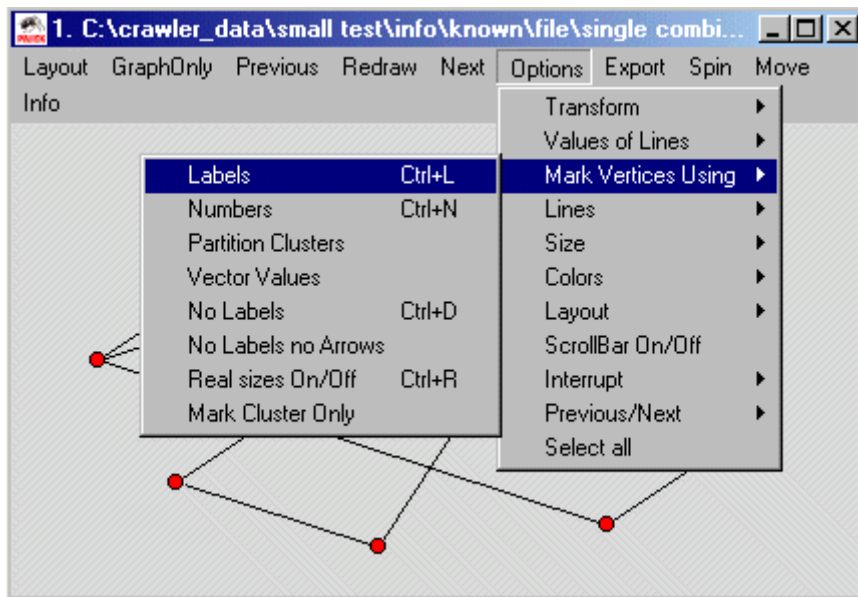 1. C:\crawler_data\small test\info\known\file\single combi...
Layout GraphOnly Previous Redraw Next Options Export Spin Move
Info
Transform
Values of Lines
Mark Vertices Using
Lines
Size
Colors
Layout
ScrollBar On/Off
Interrupt
Previous/Next
Select all
Labels Ctrl+L
Numbers Ctrl+N
Partition Clusters
Vector Values
No Labels Ctrl+D
No Labels no Arrows
Real sizes On/Off Ctrl+R
Mark Cluster Only